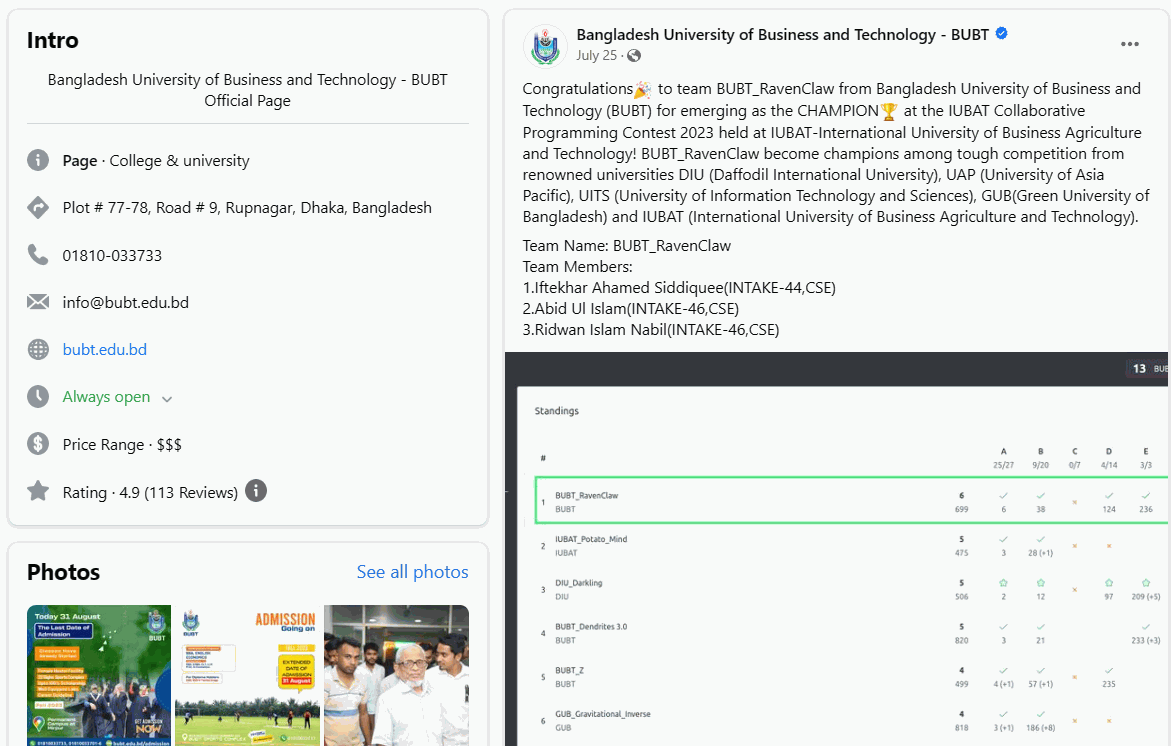 Intro
Bangladesh University of Business and Technology - BUBT
Official Page
Page · College & university
Plot # 77-78, Road # 9, Rupnagar, Dhaka, Bangladesh
01810-033733
info@bubt.edu.bd
bubt.edu.bd
Always open
Price Range · $$$
Rating · 4.9 (113 Reviews)
Photos
See all photos
Today 31 August
The Last Date of
Admission
BUBT
Permanent
Campus at
GET ADMISSION
NOW
BUBT
ADMISSION
Going on
EXTENDED
DATE OF
ADMISSION
31 August
Bangladesh University of Business and Technology - BUBT
July 25 ·
Congratulations🎉 to team BUBT_RavenClaw from Bangladesh University of Business and
Technology (BUBT) for emerging as the CHAMPION🏆 at the IUBAT Collaborative
Programming Contest 2023 held at IUBAT-International University of Business Agriculture
and Technology! BUBT_RavenClaw become champions among tough competition from
renowned universities DIU (Daffodil International University), UAP (University of Asia
Pacific), UITS (University of Information Technology and Sciences), GUB(Green University of
Bangladesh) and IUBAT (International University of Business Agriculture and Technology).
Team Name: BUBT_RavenClaw
Team Members:
1.Iftekhar Ahamed Siddiquee(INTAKE-44,CSE)
2.Abid Ul Islam(INTAKE-46,CSE)
3.Ridwan Islam Nabil(INTAKE-46,CSE)
13 BUB
Standings
# A B C D E
25/27 9/20 0/7 4/14 3/3
1 BUBT_RavenClaw 6
BUBT 699 6 38 124 236
2 IUBAT_Potato_Mind 5
IUBAT 475 3 28 (+1)
3 DIU_Darkling 5
DIU 506 2 12 97 209 (+5)
4 BUBT_Dendrites 3.0 5
BUBT 820 3 21 233 (+3)
5 BUBT_Z 4
BUBT 499 4 (+1) 57 (+1) 235
6 GUB_Gravitational_Inverse 4
GUB 818 3 (+1) 186 (+8)